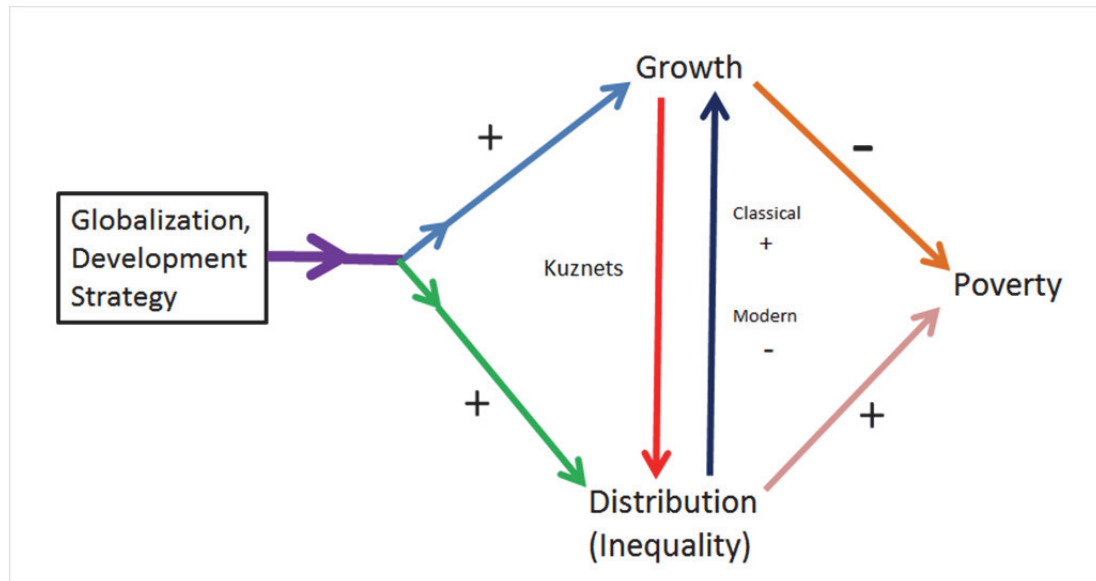 Growth
+
-
Globalization,
Development
Strategy
Classical
+
Kuznets
Poverty
Modern
-
+
+
Distribution
(Inequality)